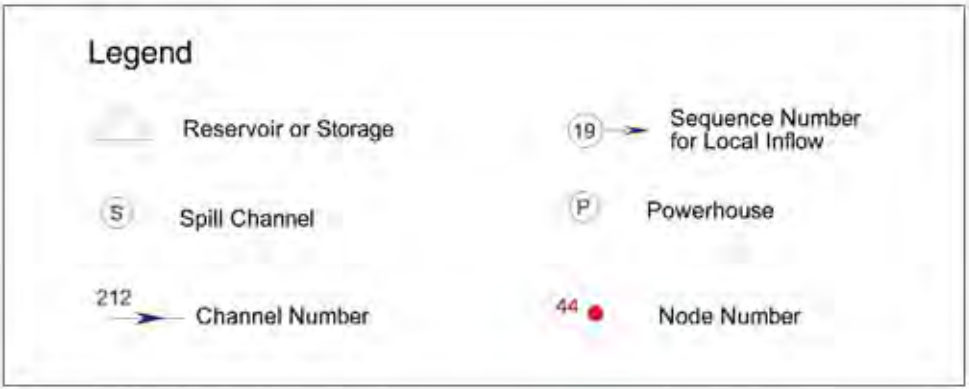 Legend
Reservoir or Storage
19
Sequence Number
for Local Inflow
S
Spill Channel
P
Powerhouse
212
Channel Number
44
Node Number